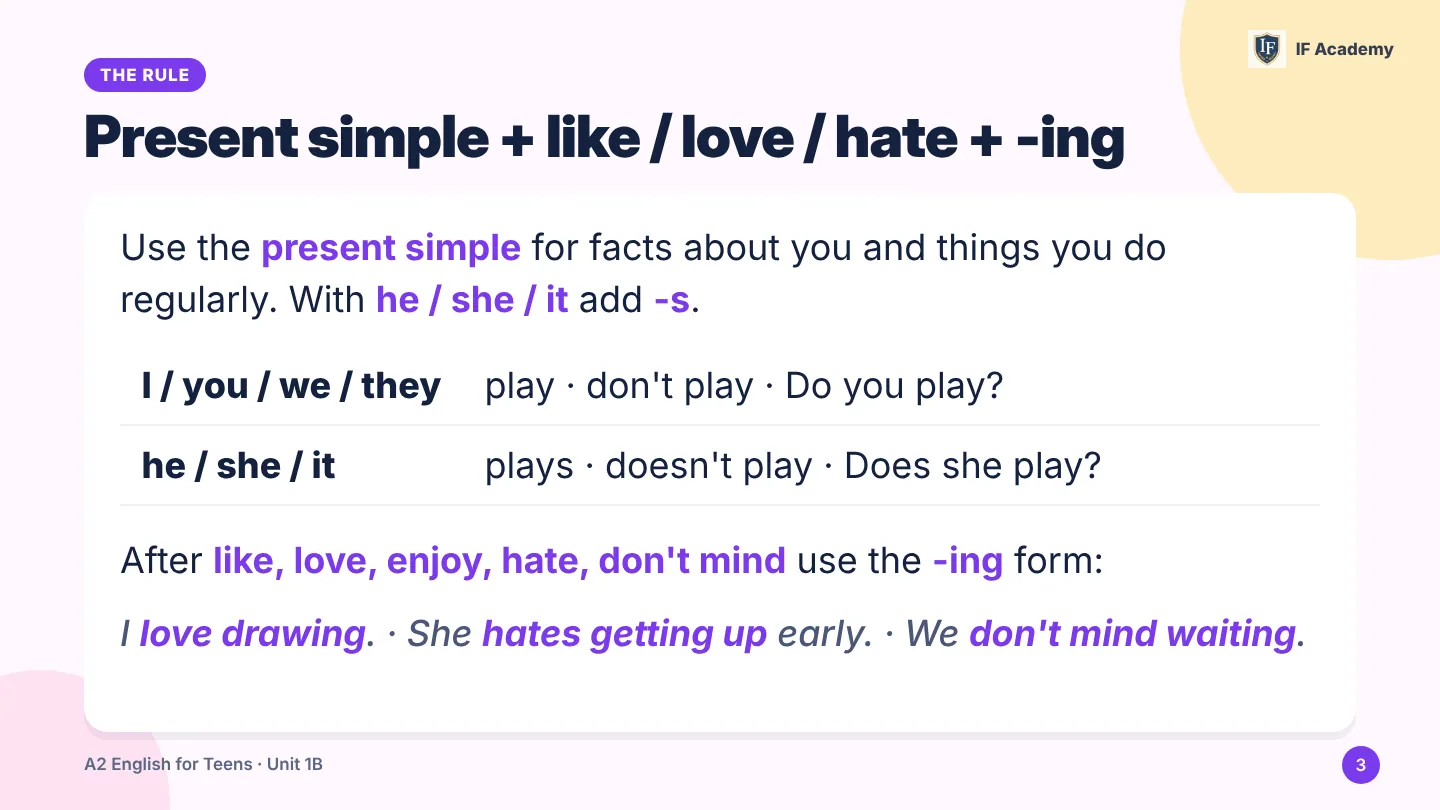 IF
IF Academy
THE RULE
Present simple + like / love / hate + -ing
Use the present simple for facts about you and things you do
regularly. With he / she / it add -s.
I / you / we / they play · don't play · Do you play?
he / she / it plays · doesn't play · Does she play?
After like, love, enjoy, hate, don't mind use the -ing form:
I love drawing. · She hates getting up early. · We don't mind waiting.
A2 English for Teens · Unit 1B
3